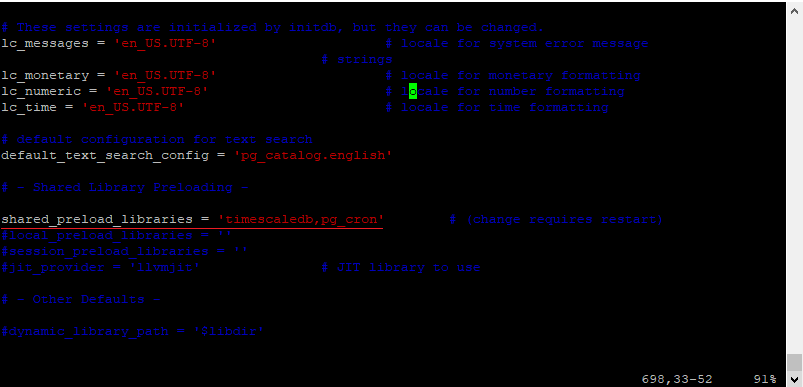 # These settings are initialized by initdb, but they can be changed.
lc_messages = 'en_US.UTF-8' # locale for system error message
# strings
lc_monetary = 'en_US.UTF-8' # locale for monetary formatting
lc_numeric = 'en_US.UTF-8' # locale for number formatting
lc_time = 'en_US.UTF-8' # locale for time formatting
# default configuration for text search
default_text_search_config = 'pg_catalog.english'
# - Shared Library Preloading -
shared_preload_libraries = 'timescaledb,pg_cron' # (change requires restart)
#local_preload_libraries = ''
#session_preload_libraries = ''
#jit_provider = 'llvmjit' # JIT library to use
# - Other Defaults -
#dynamic_library_path = '$libdir'
698,33-52 91%